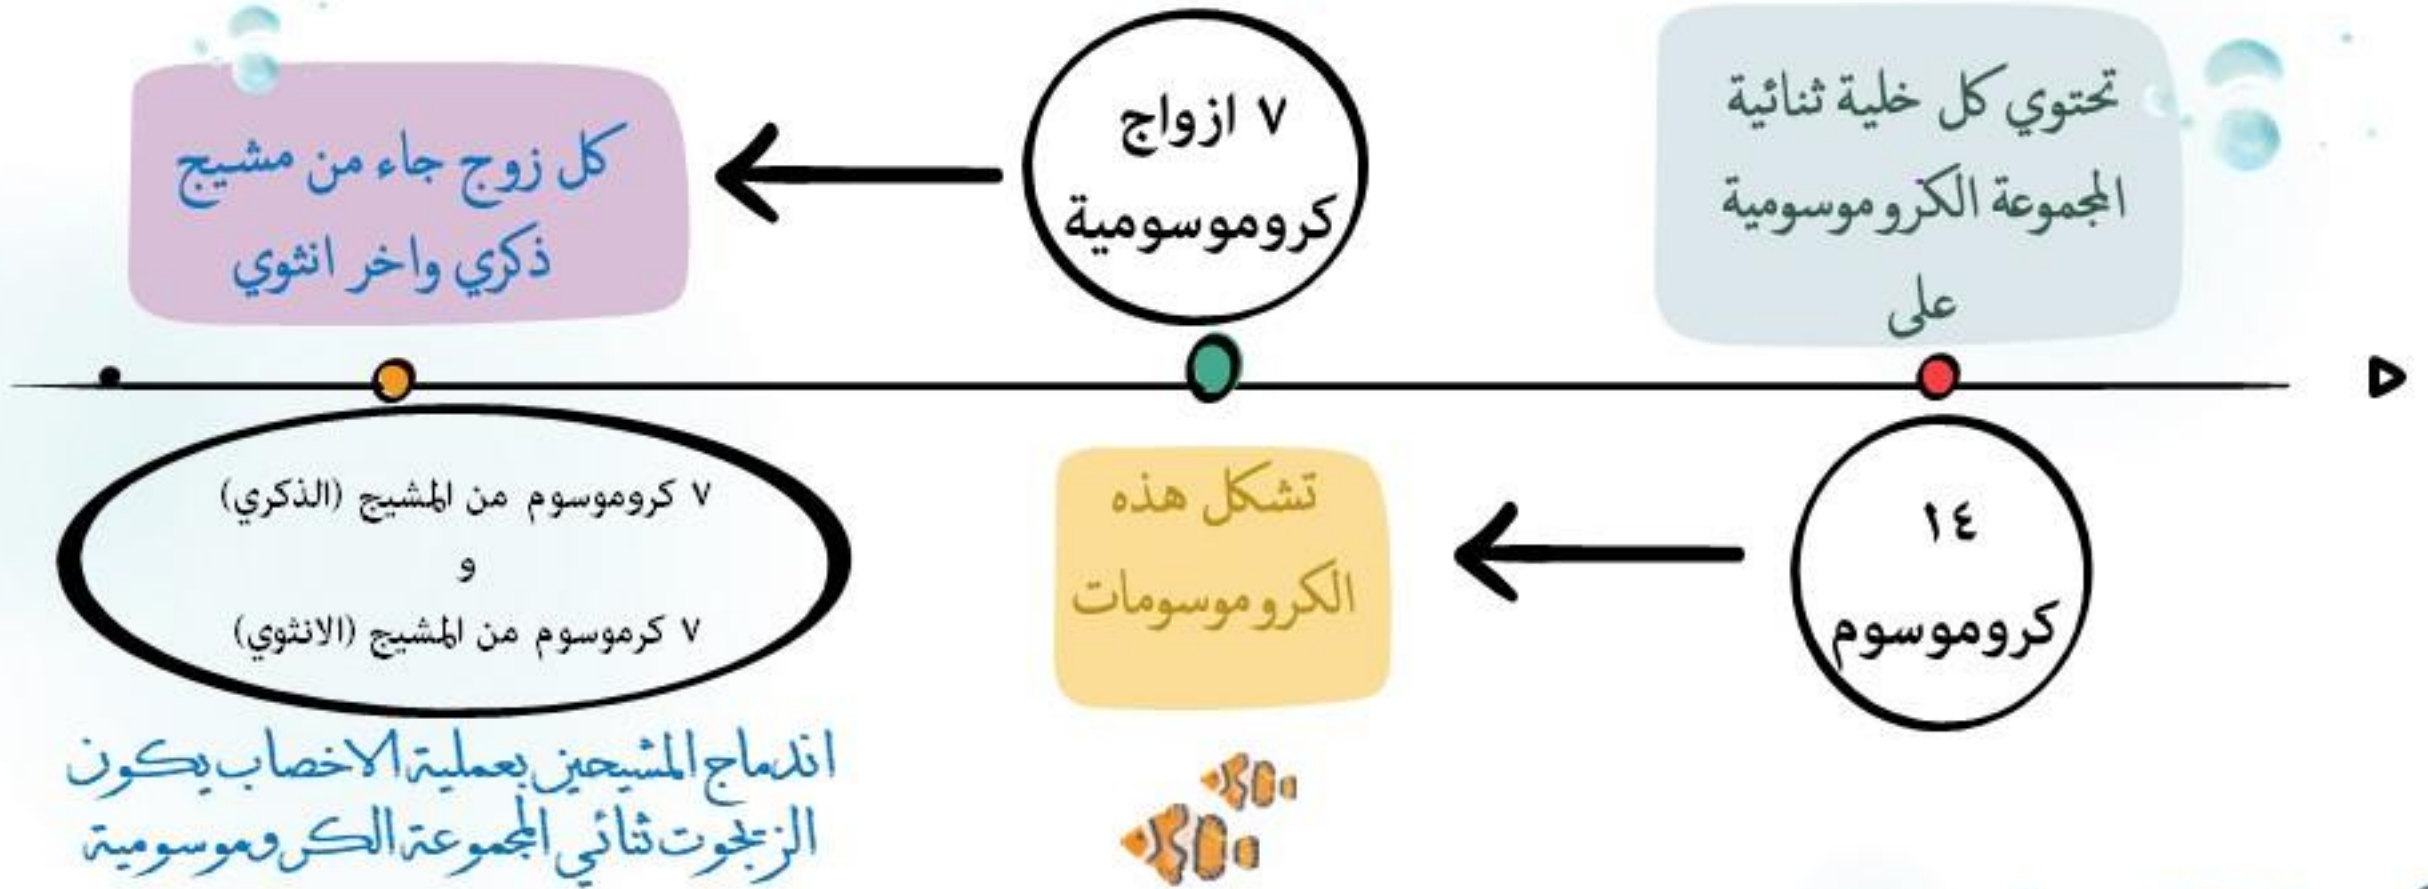 تحتوي كل خلية ثنائية
المجموعة الكروموسومية
على
١٤
كروموسوم
تشكل هذه
الكروموسومات
٧ ازواج
كروموسومية
كل زوج جاء من مشيج
ذكري واخر انثوي
٧ كروموسوم من المشيج (الذكري)
و
٧ كرموسوم من المشيج (الانثوي)
اندماج المشيجين بعملية الاخصاب يكون
الزيجوت ثنائي المجموعة الكروموسومية